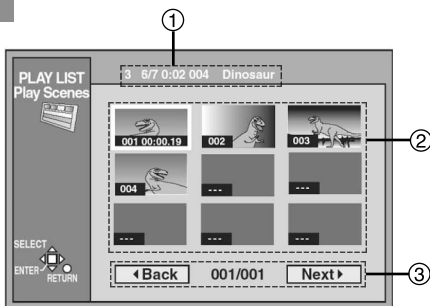 ①
PLAY LIST
Play Scenes
3 6/7 0:02 004 Dinosaur
001 00:00.19
002
003
②
004
---
---
---
---
---
SELECT
ENTER
RETURN
Back
001/001
Next
③